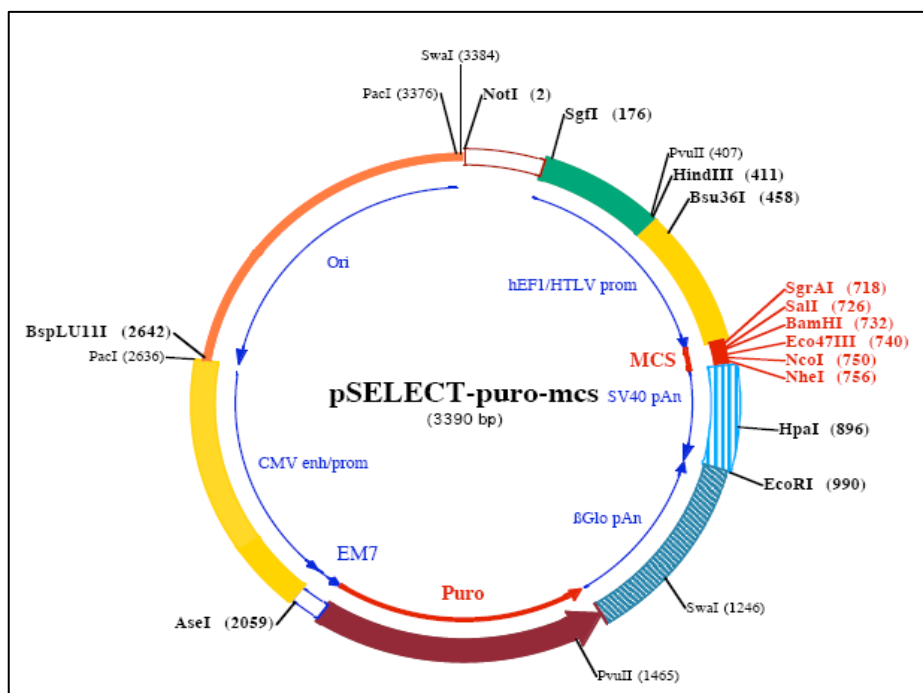 SwaI (3384)
PacI (3376)
NotI (2)
SgfI (176)
PvuII (407)
HindIII (411)
Bsu36I (458)
Ori
hEF1/HTLV prom
SgrAI (718)
SalI (726)
BamHI (732)
Eco47III (740)
NcoI (750)
NheI (756)
BspLU11I (2642)
PacI (2636)
MCS
pSELECT-puro-mcs
(3390 bp)
SV40 pAn
HpaI (896)
CMV enh/prom
EcoRI (990)
ßGlo pAn
EM7
Puro
SwaI (1246)
AseI (2059)
PvuII (1465)